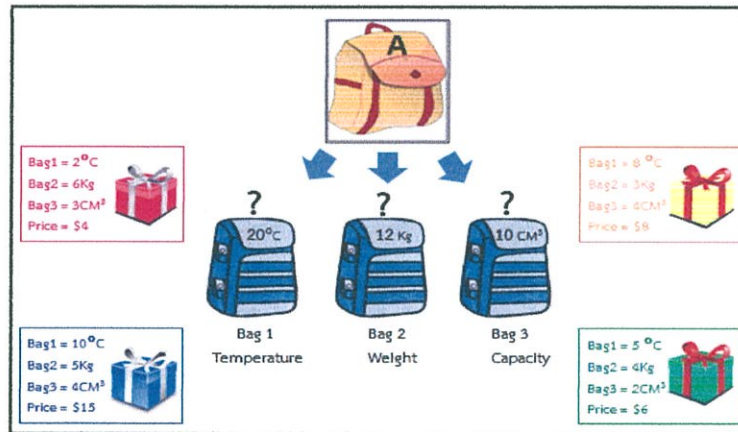 A
Bag1 = 2°C
Bag2 = 6Kg
Bag3 = 3CM³
Price = $4
Bag1 = 8 °C
Bag2 = 3Kg
Bag3 = 4CM³
Price = $8
? ? ?
20°C 12 Kg 10 CM³
Bag 1 Bag 2 Bag 3
Temperature Weight Capacity
Bag1 = 10°C
Bag2 = 5Kg
Bag3 = 4CM³
Price = $15
Bag1 = 5 °C
Bag2 = 4Kg
Bag3 = 2CM³
Price = $6